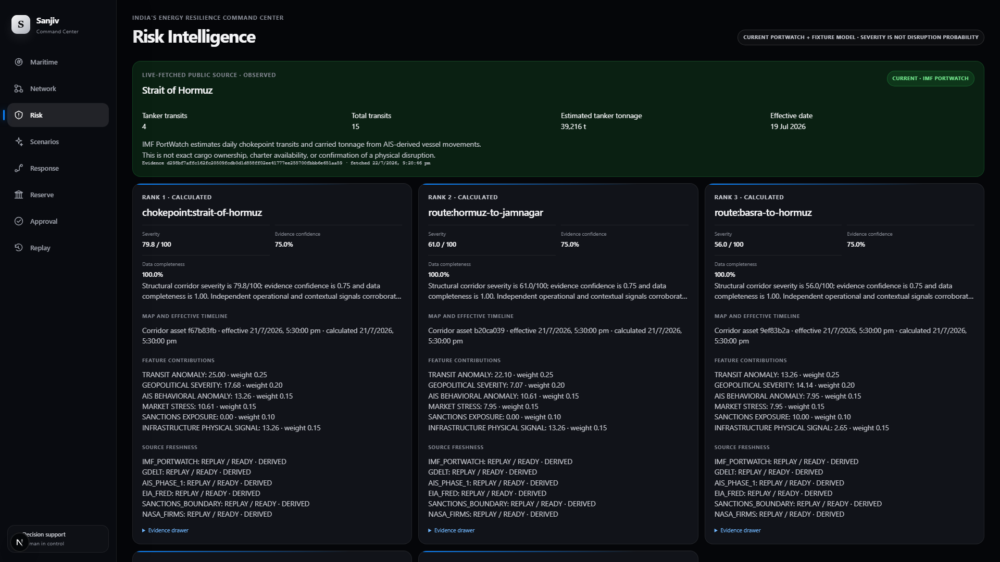 S
Sanjiv
Command Center
Maritime
Network
Risk
Scenarios
Response
Reserve
Approval
Replay
Decision support
man in control
N
INDIA'S ENERGY RESILIENCE COMMAND CENTER
Risk Intelligence
CURRENT PORTWATCH + FIXTURE MODEL · SEVERITY IS NOT DISRUPTION PROBABILITY
LIVE-FETCHED PUBLIC SOURCE · OBSERVED
CURRENT · IMF PORTWATCH
Strait of Hormuz
Tanker transits
4
Total transits
15
Estimated tanker tonnage
39,216 t
Effective date
19 Jul 2026
IMF PortWatch estimates daily chokepoint transits and carried tonnage from AIS-derived vessel movements.
This is not exact cargo ownership, charter availability, or confirmation of a physical disruption.
Evidence d298bf7affc162fc20509fcdb0d1d858ff02ee41777ee255700fbbb6e651aa59 · fetched 22/7/2026, 9:20:46 pm
RANK 1 · CALCULATED
chokepoint:strait-of-hormuz
Severity
79.8 / 100
Evidence confidence
75.0%
Data completeness
100.0%
Structural corridor severity is 79.8/100; evidence confidence is 0.75 and data
completeness is 1.00. Independent operational and contextual signals corroborat...
MAP AND EFFECTIVE TIMELINE
Corridor asset f67b83fb · effective 21/7/2026, 5:30:00 pm · calculated 21/7/2026,
5:30:00 pm
FEATURE CONTRIBUTIONS
TRANSIT ANOMALY: 25.00 · weight 0.25
GEOPOLITICAL SEVERITY: 17.68 · weight 0.20
AIS BEHAVIORAL ANOMALY: 13.26 · weight 0.15
MARKET STRESS: 10.61 · weight 0.15
SANCTIONS EXPOSURE: 0.00 · weight 0.10
INFRASTRUCTURE PHYSICAL SIGNAL: 13.26 · weight 0.15
SOURCE FRESHNESS
IMF_PORTWATCH: REPLAY / READY · DERIVED
GDELT: REPLAY / READY · DERIVED
AIS_PHASE_1: REPLAY / READY · DERIVED
EIA_FRED: REPLAY / READY · DERIVED
SANCTIONS_BOUNDARY: REPLAY / READY · DERIVED
NASA_FIRMS: REPLAY / READY · DERIVED
Evidence drawer
RANK 2 · CALCULATED
route:hormuz-to-jamnagar
Severity
61.0 / 100
Evidence confidence
75.0%
Data completeness
100.0%
Structural corridor severity is 61.0/100; evidence confidence is 0.75 and data
completeness is 1.00. Independent operational and contextual signals corroborat...
MAP AND EFFECTIVE TIMELINE
Corridor asset b20ca039 · effective 21/7/2026, 5:30:00 pm · calculated 21/7/2026,
5:30:00 pm
FEATURE CONTRIBUTIONS
TRANSIT ANOMALY: 22.10 · weight 0.25
GEOPOLITICAL SEVERITY: 7.07 · weight 0.20
AIS BEHAVIORAL ANOMALY: 10.61 · weight 0.15
MARKET STRESS: 7.95 · weight 0.15
SANCTIONS EXPOSURE: 0.00 · weight 0.10
INFRASTRUCTURE PHYSICAL SIGNAL: 13.26 · weight 0.15
SOURCE FRESHNESS
IMF_PORTWATCH: REPLAY / READY · DERIVED
GDELT: REPLAY / READY · DERIVED
AIS_PHASE_1: REPLAY / READY · DERIVED
EIA_FRED: REPLAY / READY · DERIVED
SANCTIONS_BOUNDARY: REPLAY / READY · DERIVED
NASA_FIRMS: REPLAY / READY · DERIVED
Evidence drawer
RANK 3 · CALCULATED
route:basra-to-hormuz
Severity
56.0 / 100
Evidence confidence
75.0%
Data completeness
100.0%
Structural corridor severity is 56.0/100; evidence confidence is 0.75 and data
completeness is 1.00. Independent operational and contextual signals corroborat...
MAP AND EFFECTIVE TIMELINE
Corridor asset 9ef83b2a · effective 21/7/2026, 5:30:00 pm · calculated 21/7/2026,
5:30:00 pm
FEATURE CONTRIBUTIONS
TRANSIT ANOMALY: 13.26 · weight 0.25
GEOPOLITICAL SEVERITY: 14.14 · weight 0.20
AIS BEHAVIORAL ANOMALY: 7.95 · weight 0.15
MARKET STRESS: 7.95 · weight 0.15
SANCTIONS EXPOSURE: 10.00 · weight 0.10
INFRASTRUCTURE PHYSICAL SIGNAL: 2.65 · weight 0.15
SOURCE FRESHNESS
IMF_PORTWATCH: REPLAY / READY · DERIVED
GDELT: REPLAY / READY · DERIVED
AIS_PHASE_1: REPLAY / READY · DERIVED
EIA_FRED: REPLAY / READY · DERIVED
SANCTIONS_BOUNDARY: REPLAY / READY · DERIVED
NASA_FIRMS: REPLAY / READY · DERIVED
Evidence drawer